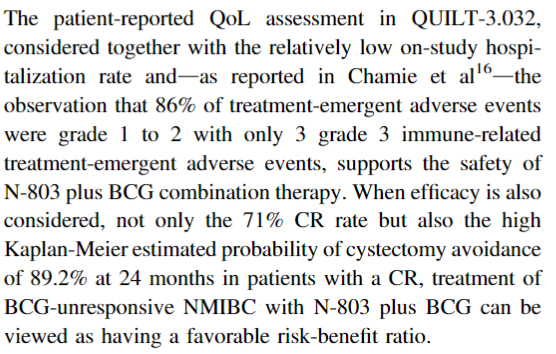 The patient-reported QoL assessment in QUILT-3.032,
considered together with the relatively low on-study hospi-
talization rate and—as reported in Chamie et al16—the
observation that 86% of treatment-emergent adverse events
were grade 1 to 2 with only 3 grade 3 immune-related
treatment-emergent adverse events, supports the safety of
N-803 plus BCG combination therapy. When efficacy is also
considered, not only the 71% CR rate but also the high
Kaplan-Meier estimated probability of cystectomy avoidance
of 89.2% at 24 months in patients with a CR, treatment of
BCG-unresponsive NMIBC with N-803 plus BCG can be
viewed as having a favorable risk-benefit ratio.